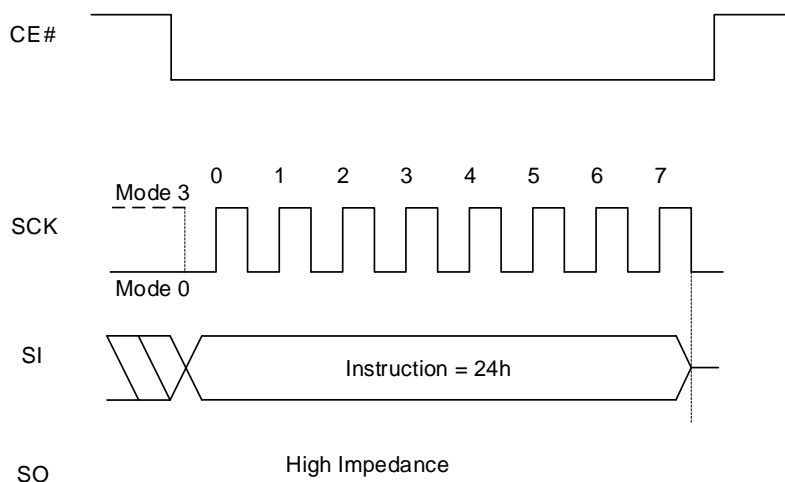 CE#
0 1 2 3 4 5 6 7
Mode 3
SCK
Mode 0
SI
Instruction = 24h
SO
High Impedance